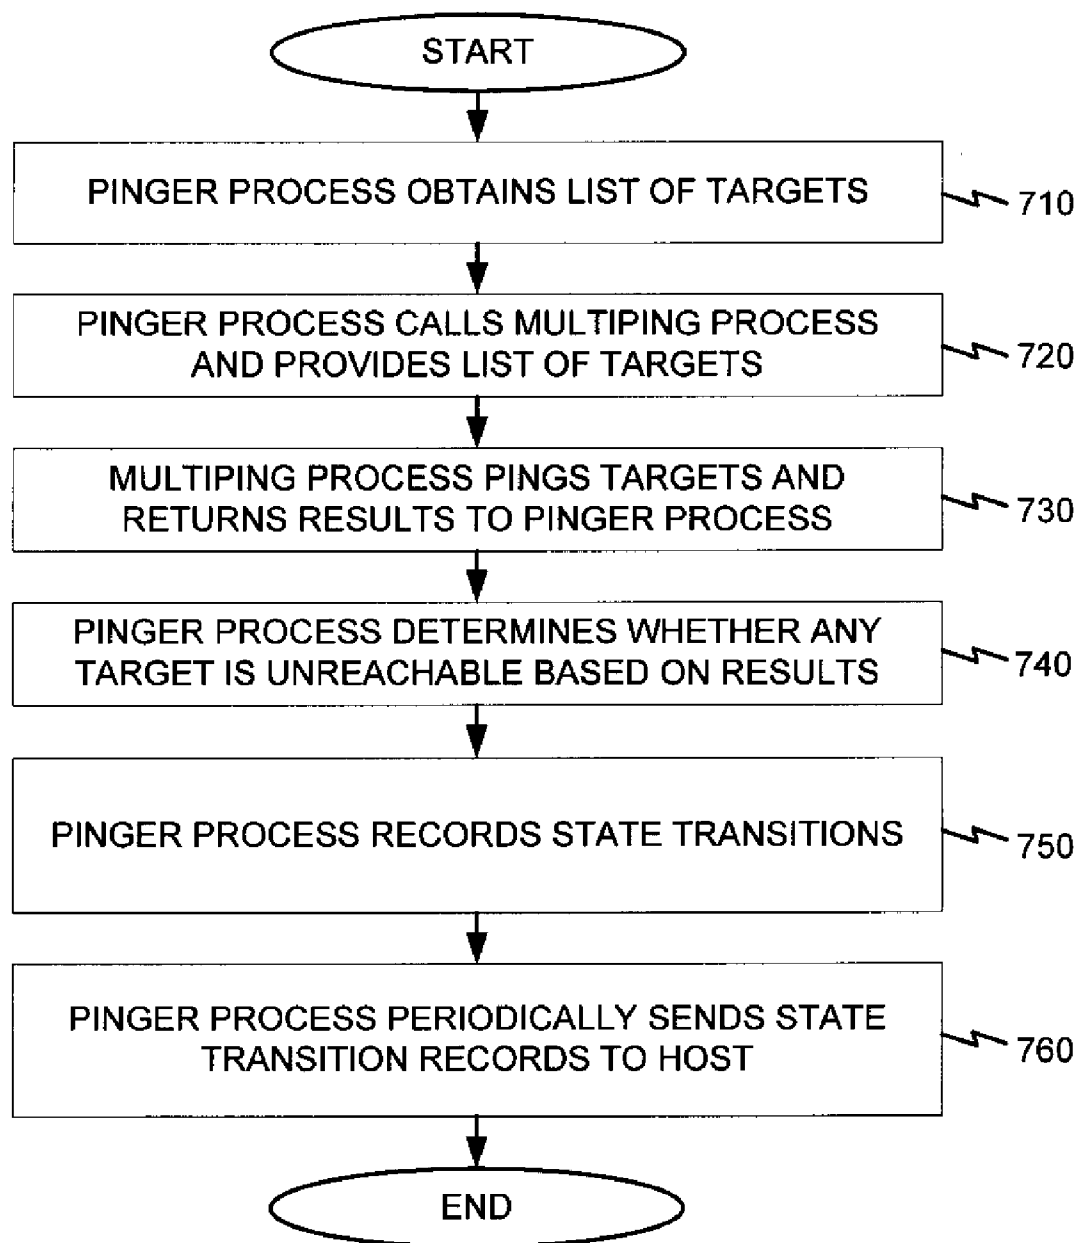 START
PINGER PROCESS OBTAINS LIST OF TARGETS
710
PINGER PROCESS CALLS MULTIPING PROCESS
AND PROVIDES LIST OF TARGETS
720
MULTIPING PROCESS PINGS TARGETS AND
RETURNS RESULTS TO PINGER PROCESS
730
PINGER PROCESS DETERMINES WHETHER ANY
TARGET IS UNREACHABLE BASED ON RESULTS
740
PINGER PROCESS RECORDS STATE TRANSITIONS
750
PINGER PROCESS PERIODICALLY SENDS STATE
TRANSITION RECORDS TO HOST
760
END